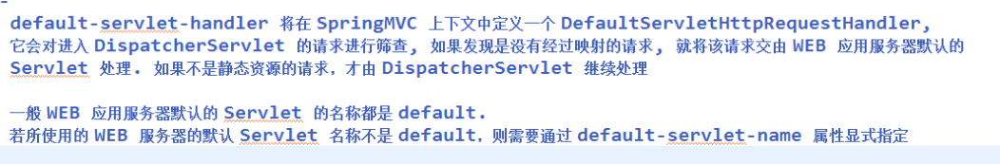 default-servlet-handler 将在 SpringMVC 上下文中定义一个 DefaultServletHttpRequestHandler,
它会对进入 DispatcherServlet 的请求进行筛查, 如果发现是没有经过映射的请求, 就将该请求交由 WEB 应用服务器默认的
Servlet 处理. 如果不是静态资源的请求，才由 DispatcherServlet 继续处理
一般 WEB 应用服务器默认的 Servlet 的名称都是 default.
若所使用的 WEB 服务器的默认 Servlet 名称不是 default，则需要通过 default-servlet-name 属性显式指定